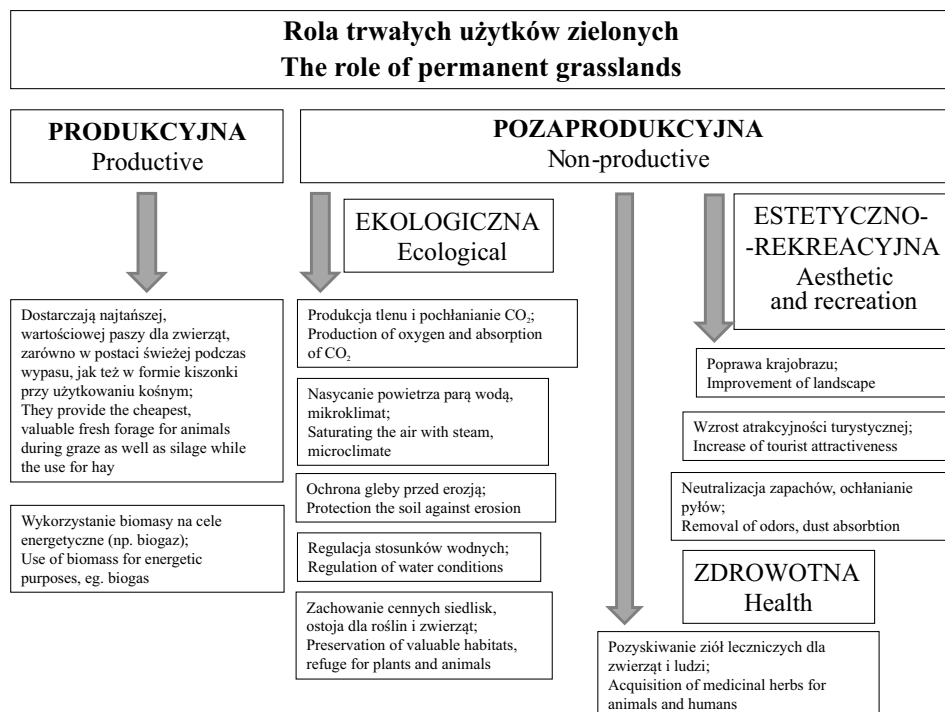 Rola trwałych użytków zielonych
The role of permanent grasslands
PRODUKCYJNA
Productive
POZAPRODUKCYJNA
Non-productive
Dostarczają najtańszej,
wartościowej paszy dla zwierząt,
zarówno w postaci świeżej podczas
wypasu, jak też w formie kiszonki
przy użytkowaniu kośnym;
They provide the cheapest,
valuable fresh forage for animals
during graze as well as silage while
the use for hay
Wykorzystanie biomasy na cele
energetyczne (np. biogaz);
Use of biomass for energetic
purposes, eg. biogas
EKOLOGICZNA
Ecological
Produkcja tlenu i pochłanianie CO₂;
Production of oxygen and absorption
of CO₂
Nasycanie powietrza parą wodą,
mikroklimat;
Saturating the air with steam,
microclimate
Ochrona gleby przed erozją;
Protection the soil against erosion
Regulacja stosunków wodnych;
Regulation of water conditions
Zachowanie cennych siedlisk,
ostoja dla roślin i zwierząt;
Preservation of valuable habitats,
refuge for plants and animals
ESTETYCZNO-
-REKREACYJNA
Aesthetic
and recreation
Poprawa krajobrazu;
Improvement of landscape
Wzrost atrakcyjności turystycznej;
Increase of tourist attractiveness
Neutralizacja zapachów, ochłanianie
pyłów;
Removal of odors, dust absorbtion
ZDROWOTNA
Health
Pozyskiwanie ziół leczniczych dla
zwierząt i ludzi;
Acquisition of medicinal herbs for
animals and humans